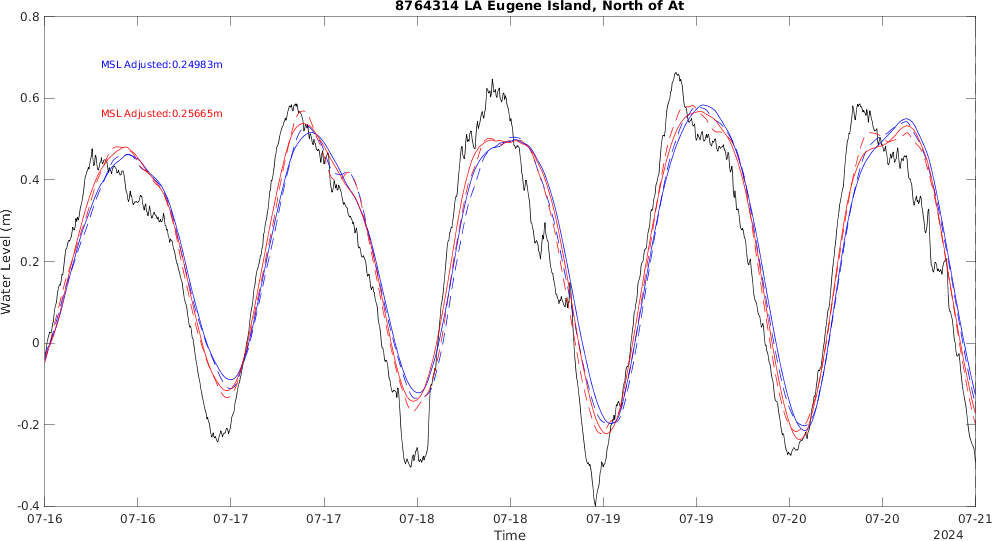 8764314 LA Eugene Island, North of At
0.8
MSL Adjusted:0.24983m
0.6
MSL Adjusted:0.25665m
0.4
0.2
0
-0.2
-0.4
Water Level (m)
07-16 07-16 07-17 07-17 07-18 07-18 07-19 07-19 07-20 07-20 07-21
Time
2024